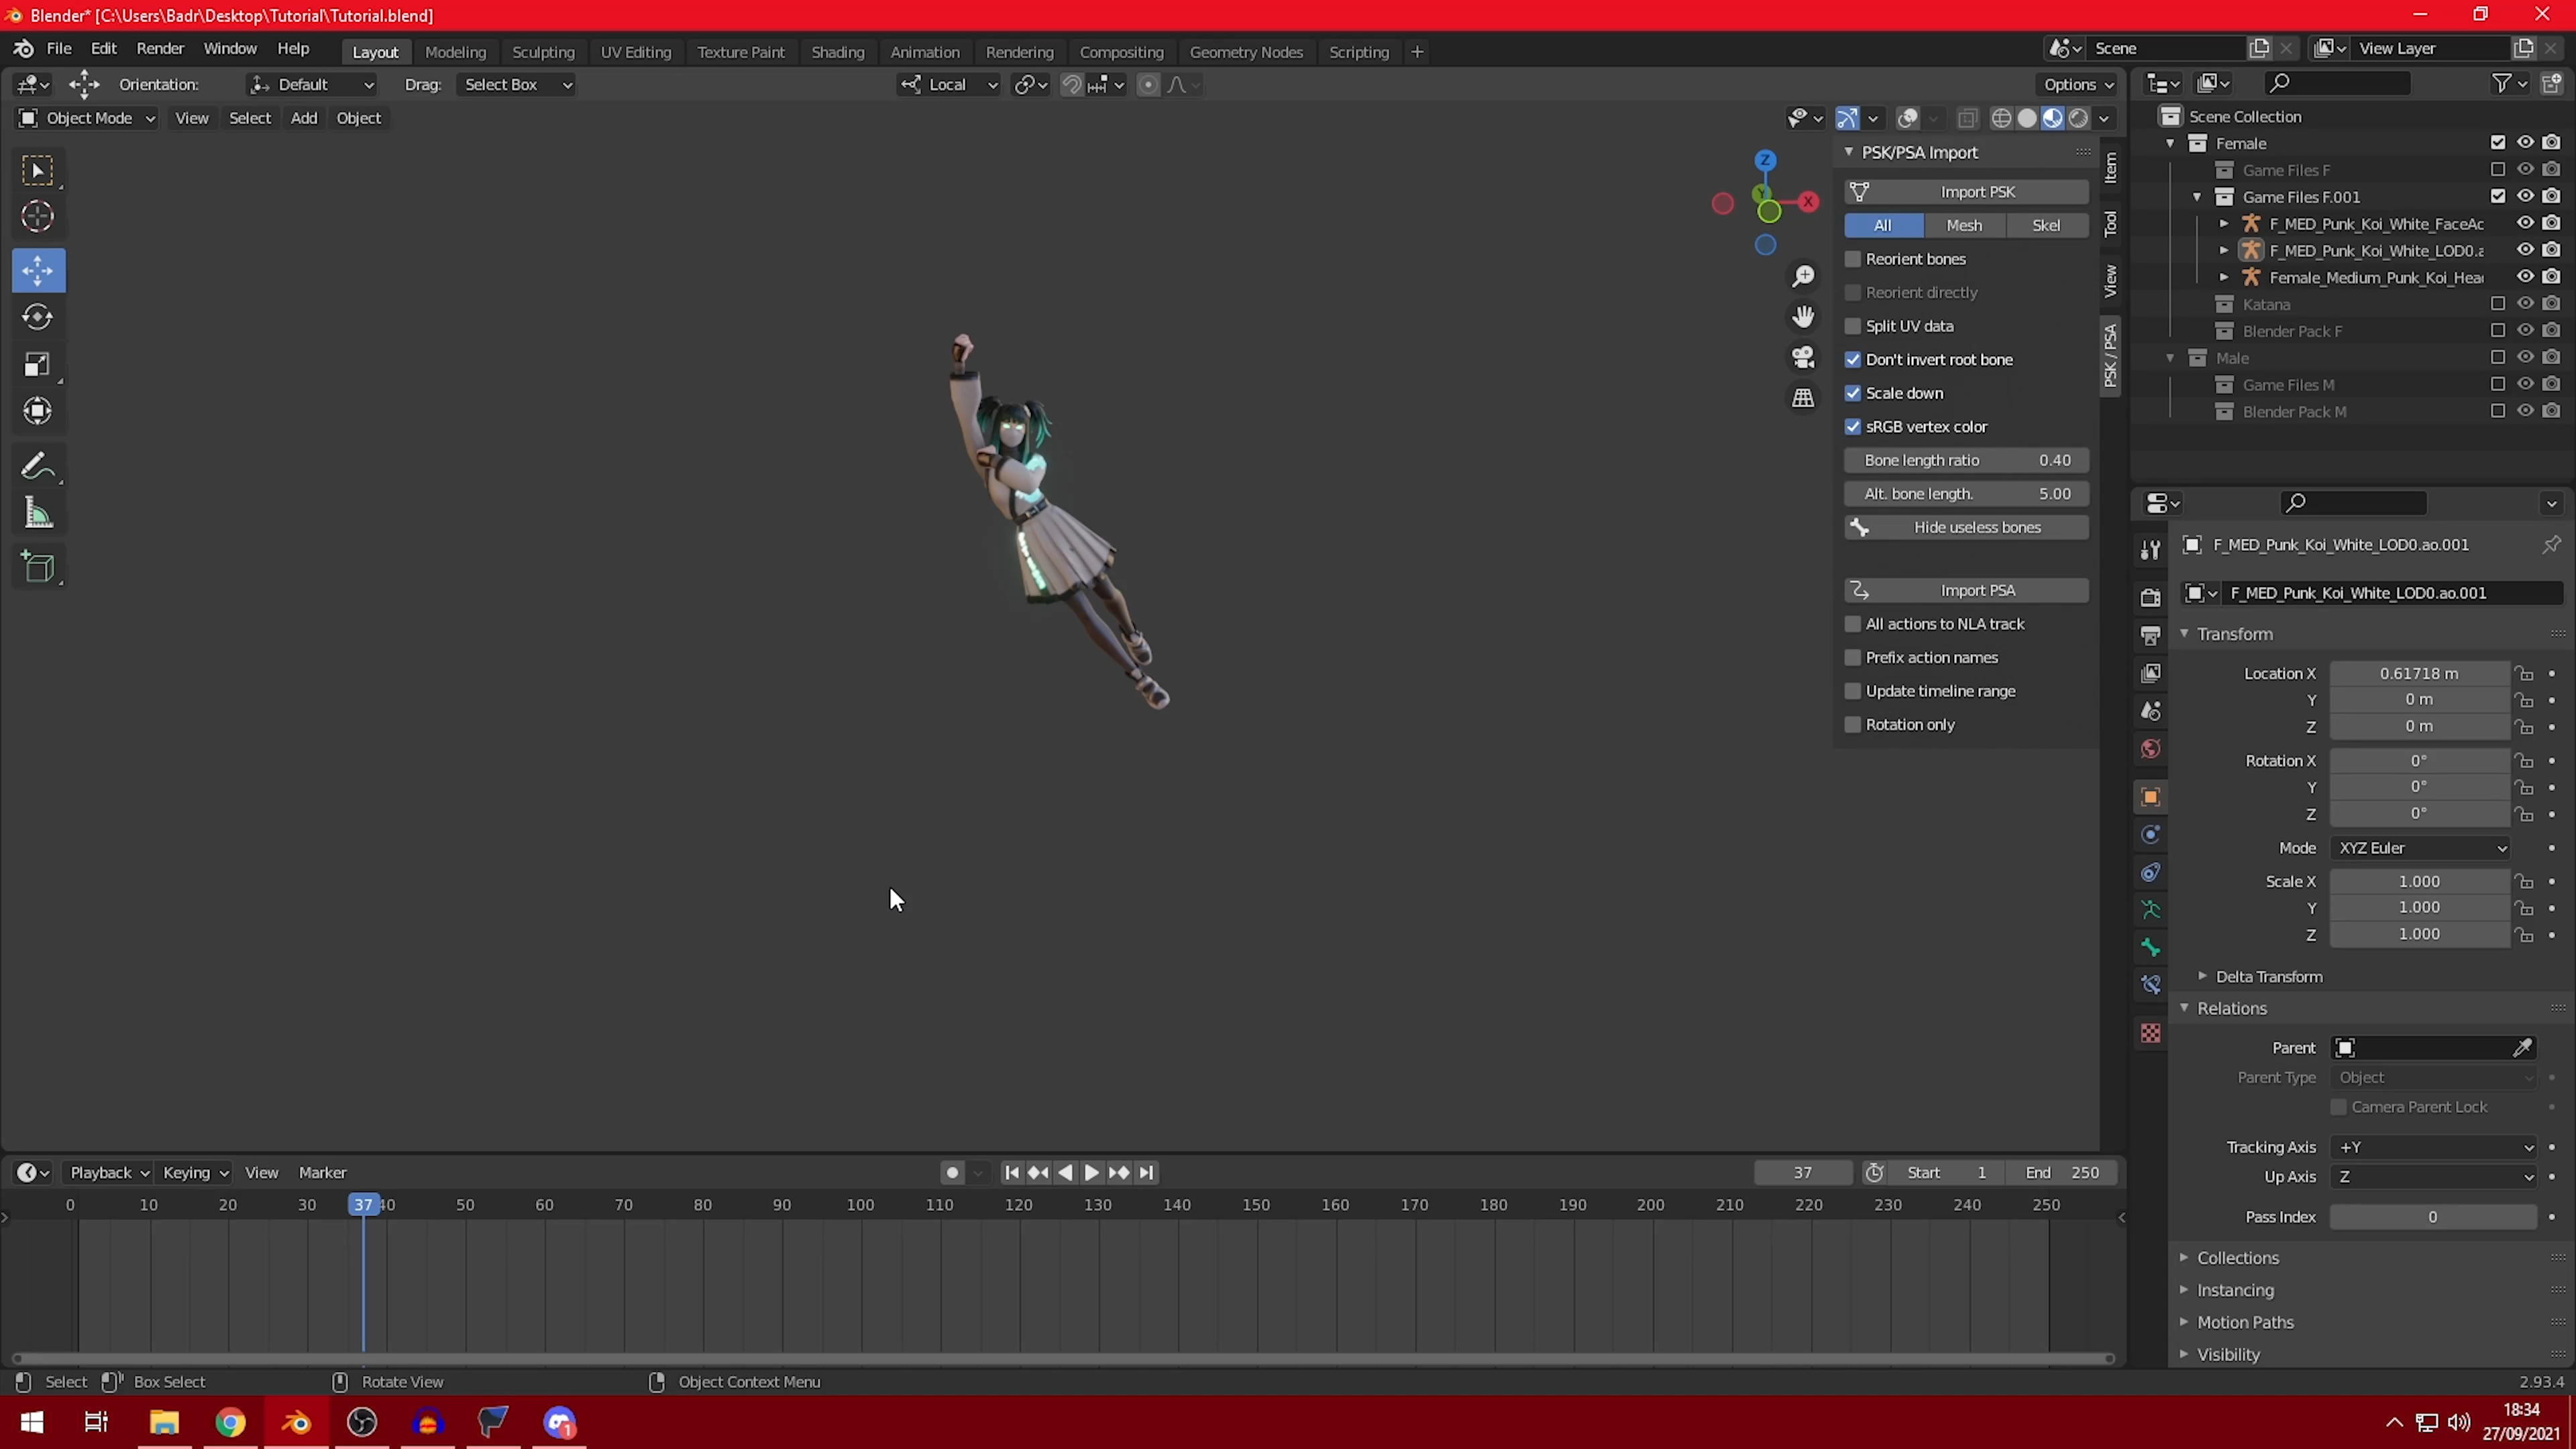 Blender* [C:\Users\Badr\Desktop\Tutorial\Tutorial.blend]
File Edit Render Window Help Layout Modeling Sculpting UV Editing Texture Paint Shading Animation Rendering Compositing Geometry Nodes Scripting + Scene View Layer
Orientation: Default Drag: Select Box Local Options
Object Mode View Select Add Object
Z
Y
X
PSK/PSA Import
Import PSK
All Mesh Skel
Reorient bones
Reorient directly
Split UV data
Don't invert root bone
Scale down
sRGB vertex color
Bone length ratio 0.40
Alt. bone length. 5.00
Hide useless bones
Import PSA
All actions to NLA track
Prefix action names
Update timeline range
Rotation only
Item
Tool
View
PSK / PSA
Scene Collection
Female
Game Files F
Game Files F.001
F_MED_Punk_Koi_White_FaceAc
F_MED_Punk_Koi_White_LOD0.a
Female_Medium_Punk_Koi_Hea
Katana
Blender Pack F
Male
Game Files M
Blender Pack M
F_MED_Punk_Koi_White_LOD0.ao.001
F_MED_Punk_Koi_White_LOD0.ao.001
Transform
Location X 0.61718 m
Y 0 m
Z 0 m
Rotation X 0°
Y 0°
Z 0°
Mode XYZ Euler
Scale X 1.000
Y 1.000
Z 1.000
Delta Transform
Relations
Parent
Parent Type Object
Camera Parent Lock
Tracking Axis +Y
Up Axis Z
Pass Index 0
Collections
Instancing
Motion Paths
Visibility
Playback Keying View Marker 37 Start 1 End 250
0 10 20 30 37 40 50 60 70 80 90 100 110 120 130 140 150 160 170 180 190 200 210 220 230 240 250
Select Box Select Rotate View Object Context Menu 2.93.4
1
18:34
27/09/2021